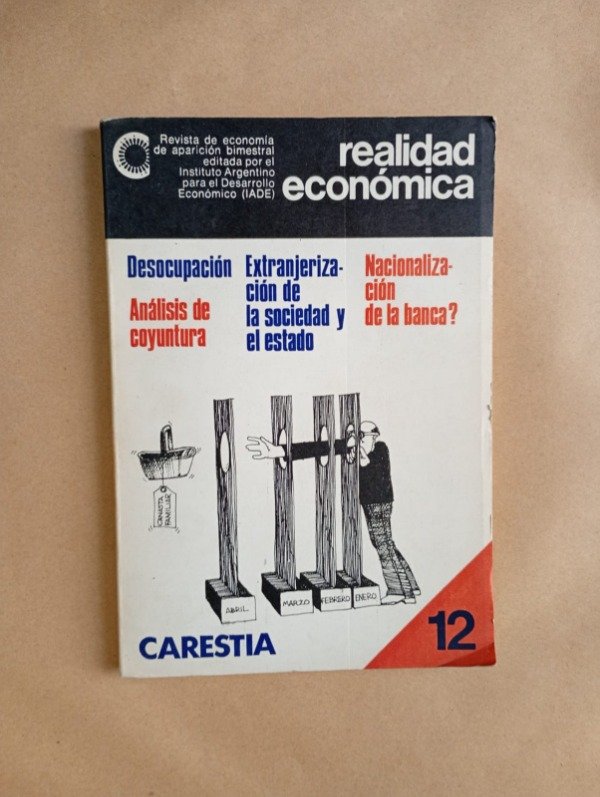 Revista de economía
de aparición bimestral
editada por el
Instituto Argentino
para el Desarrollo
Económico (IADE)
realidad
económica
Desocupación
Análisis de
coyuntura
Extranjeriza-
ción de
la sociedad y
el estado
Nacionaliza-
ción
de la banca?
CANASTA
FAMILIAR
ABRIL
MARZO
FEBRERO
ENERO
CARESTIA
12